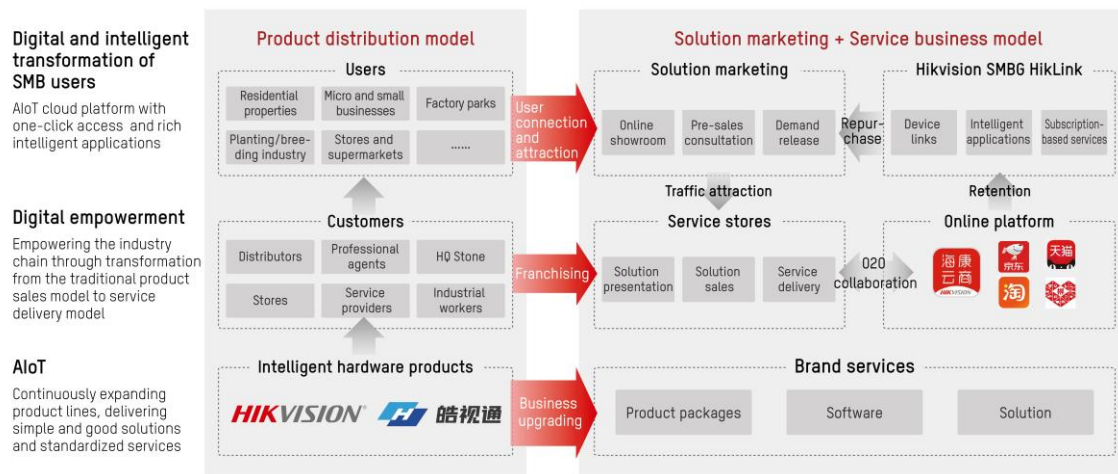 Digital and intelligent
transformation of
SMB users
AIoT cloud platform with
one-click access and rich
intelligent applications
Digital empowerment
Empowering the industry
chain through transformation
from the traditional product
sales model to service
delivery model
AIoT
Continuously expanding
product lines, delivering
simple and good solutions
and standardized services
Product distribution model
Users
Residential
properties
Micro and small
businesses
Factory parks
Planting/bree-
ding industry
Stores and
supermarkets
......
Customers
Distributors
Professional
agents
HQ Stone
Stores
Service
providers
Industrial
workers
Intelligent hardware products
HIKVISION
皓视通
User
connection
and
attraction
Franchising
Business
upgrading
Solution marketing + Service business model
Solution marketing
Online
showroom
Pre-sales
consultation
Demand
release
Repur-
chase
Hikvision SMBG HikLink
Device
links
Intelligent
applications
Subscription-
based services
Traffic attraction
Retention
Service stores
Solution
presentation
Solution
sales
Service
delivery
O2O
collaboration
Online platform
海康
云商
HIKVISION
京东
天猫
淘
Brand services
Product packages
Software
Solution